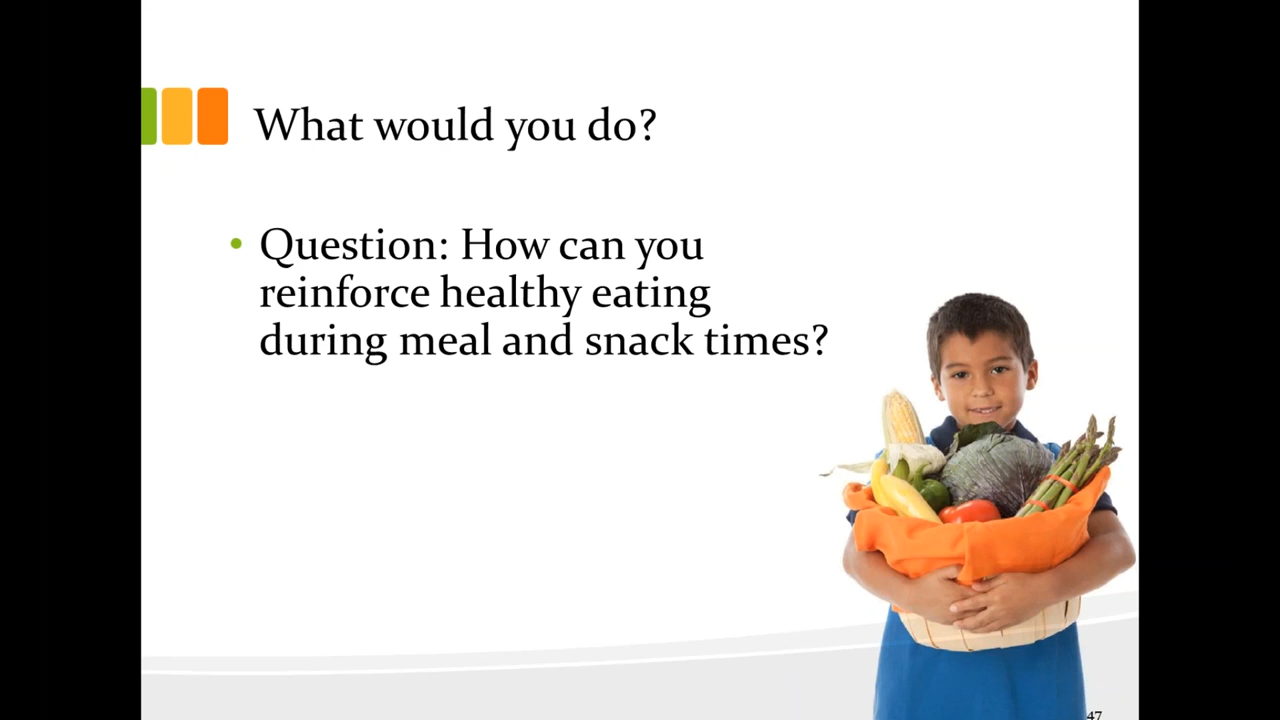 What would you do?
• Question: How can you
reinforce healthy eating
during meal and snack times?
47